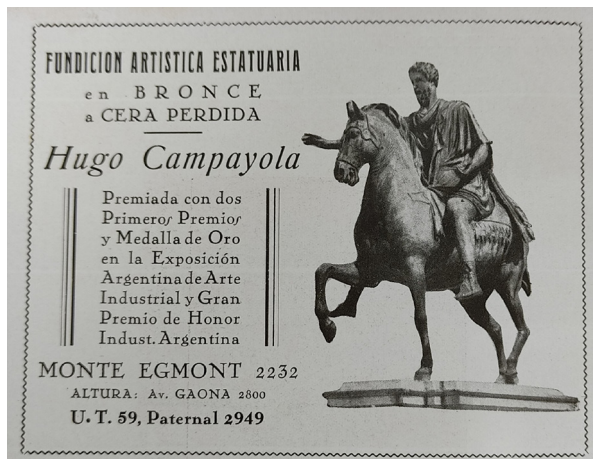 FUNDICION ARTISTICA ESTATUARIA
en BRONCE
a CERA PERDIDA
Hugo Campayola
Premiada con dos
Primeros Premios
y Medalla de Oro
en la Exposición
Argentina de Arte
Industrial y Gran
Premio de Honor
Indust. Argentina
MONTE EGMONT 2232
ALTURA: Av. GAONA 2800
U. T. 59, Paternal 2949